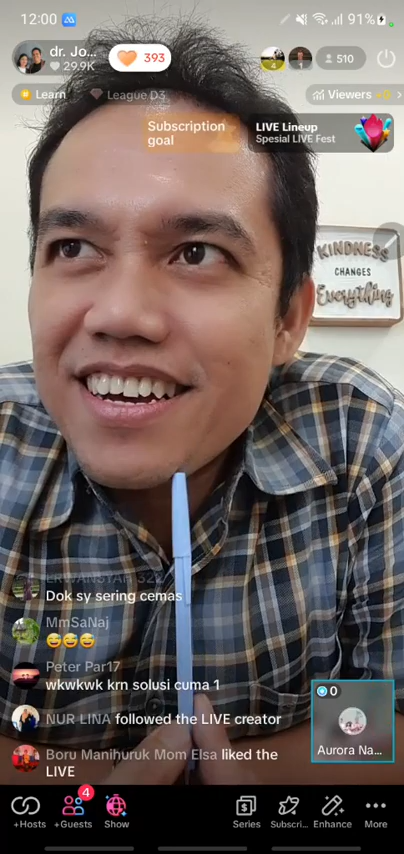 12:00
91%
dr. Jo...
29.9K
393
4
1
510
Learn
League D3
Viewers +0
Subscription
goal
LIVE Lineup
Spesial LIVE Fest
KINDNESS
CHANGES
Everything
ERWANSYAH 322
Dok sy sering cemas
MmSaNaj
😅😅😅
Peter Par17
wkwkwk krn solusi cuma 1
NUR LINA followed the LIVE creator
Boru Manihuruk Mom Elsa liked the
LIVE
0
Aurora Na...
4
+Hosts
+Guests
Show
Series
Subscri...
Enhance
More